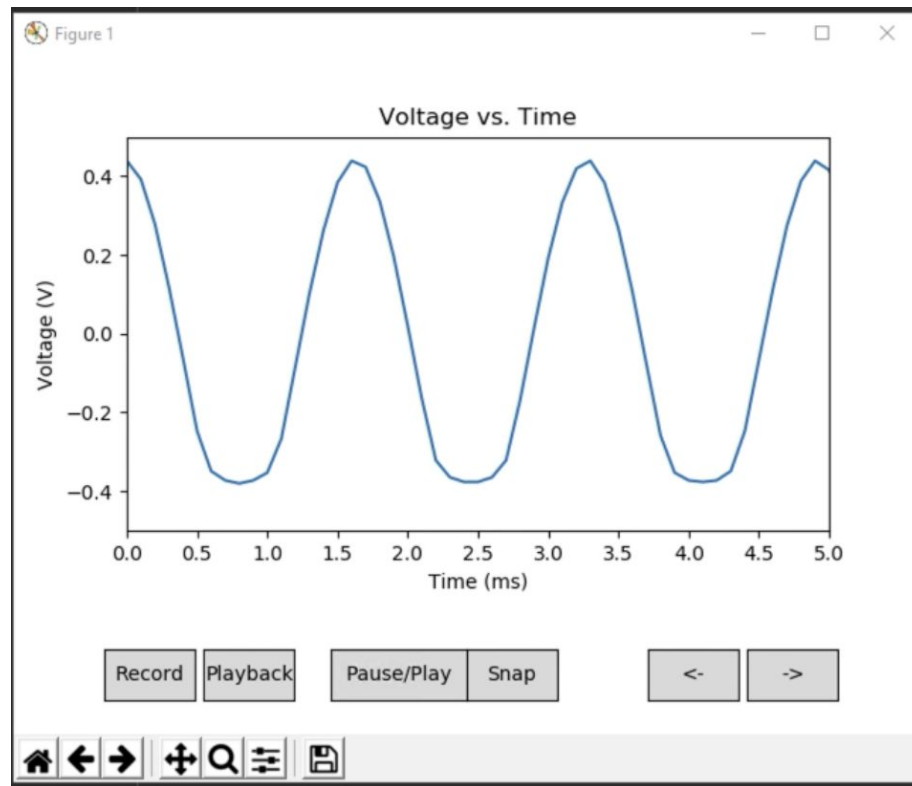 Figure 1
Voltage vs. Time
0.4
0.2
0.0
−0.2
−0.4
Voltage (V)
0.0 0.5 1.0 1.5 2.0 2.5 3.0 3.5 4.0 4.5 5.0
Time (ms)
Record Playback Pause/Play Snap <- ->